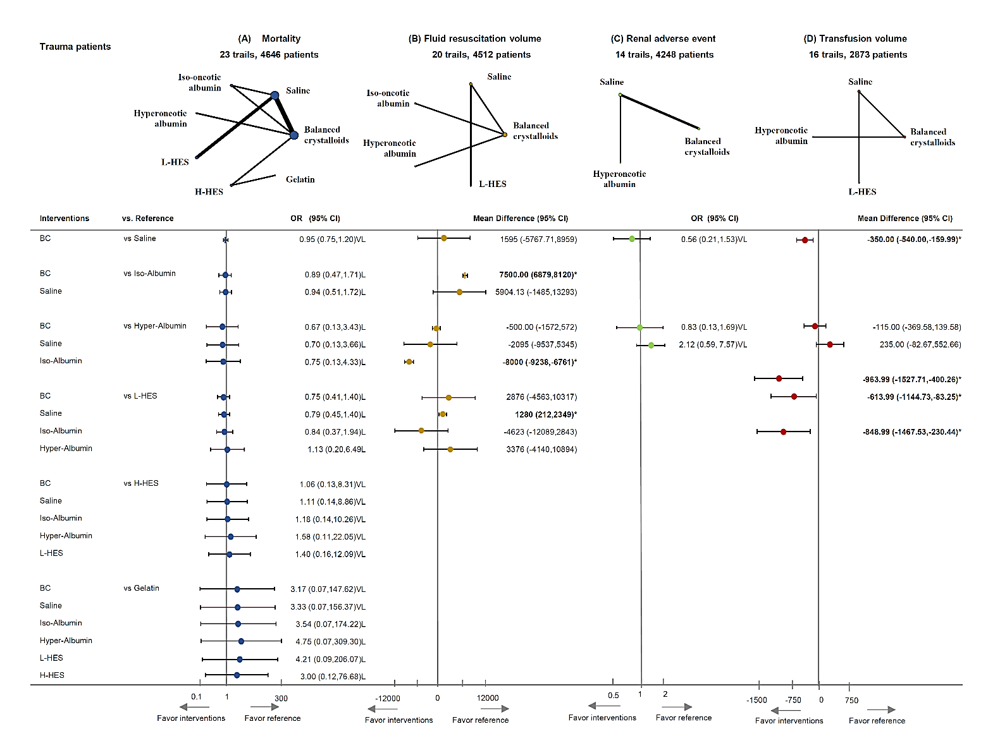 Trauma patients
(A) Mortality
23 trails, 4646 patients
(B) Fluid resuscitation volume
20 trails, 4512 patients
(C) Renal adverse event
14 trails, 4248 patients
(D) Transfusion volume
16 trails, 2873 patients
Iso-oncotic
albumin
Saline
Hyperoncotic
albumin
Balanced
crystalloids
L-HES
Gelatin
H-HES
Saline
Iso-oncotic
albumin
Balanced
crystalloids
Hyperoncotic
albumin
L-HES
Saline
Balanced
crystalloids
Hyperoncotic
albumin
Saline
Hyperoncotic
albumin
Balanced
crystalloids
L-HES
Interventions vs. Reference OR (95% CI) Mean Difference (95% CI) OR (95% CI) Mean Difference (95% CI)
BC vs Saline 0.95 (0.75,1.20)VL 1595 (-5767.71,8959) 0.56 (0.21,1.53)VL -350.00 (-540.00,-159.99)*
BC vs Iso-Albumin 0.89 (0.47,1.71)L 7500.00 (6879,8120)*
Saline 0.94 (0.51,1.72)L 5904.13 (-1485,13293)
BC vs Hyper-Albumin 0.67 (0.13,3.43)L -500.00 (-1572,572) 0.83 (0.13,1.69)VL -115.00 (-369.58,139.58)
Saline 0.70 (0.13,3.66)L -2095 (-9537,5345) 2.12 (0.59, 7.57)VL 235.00 (-82.67,552.66)
Iso-Albumin 0.75 (0.13,4.33)L -8000 (-9238,-6761)*
-963.99 (-1527.71,-400.26)*
BC vs L-HES 0.75 (0.41,1.40)L 2876 (-4563,10317) -613.99 (-1144.73,-83.25)*
Saline 0.79 (0.45,1.40)L 1280 (212,2349)*
Iso-Albumin 0.84 (0.37,1.94)L -4623 (-12089,2843) -848.99 (-1467.53,-230.44)*
Hyper-Albumin 1.13 (0.20,6.49L 3376 (-4140,10894)
BC vs H-HES 1.06 (0.13,8.31)VL
Saline 1.11 (0.14,8.86)VL
Iso-Albumin 1.18 (0.14,10.26)VL
Hyper-Albumin 1.58 (0.11,22.05)VL
L-HES 1.40 (0.16,12.09)VL
BC vs Gelatin 3.17 (0.07,147.62)VL
Saline 3.33 (0.07,156.37)VL
Iso-Albumin 3.54 (0.07,174.22)VL
Hyper-Albumin 4.75 (0.07,309.30)L
L-HES 4.21 (0.09,206.07)L
H-HES 3.00 (0.12,76.68)L
0.1 1 300 -12000 0 12000 0.5 1 2 -1500 -750 0 750
Favor interventions Favor reference Favor interventions Favor reference Favor interventions Favor reference Favor interventions Favor reference